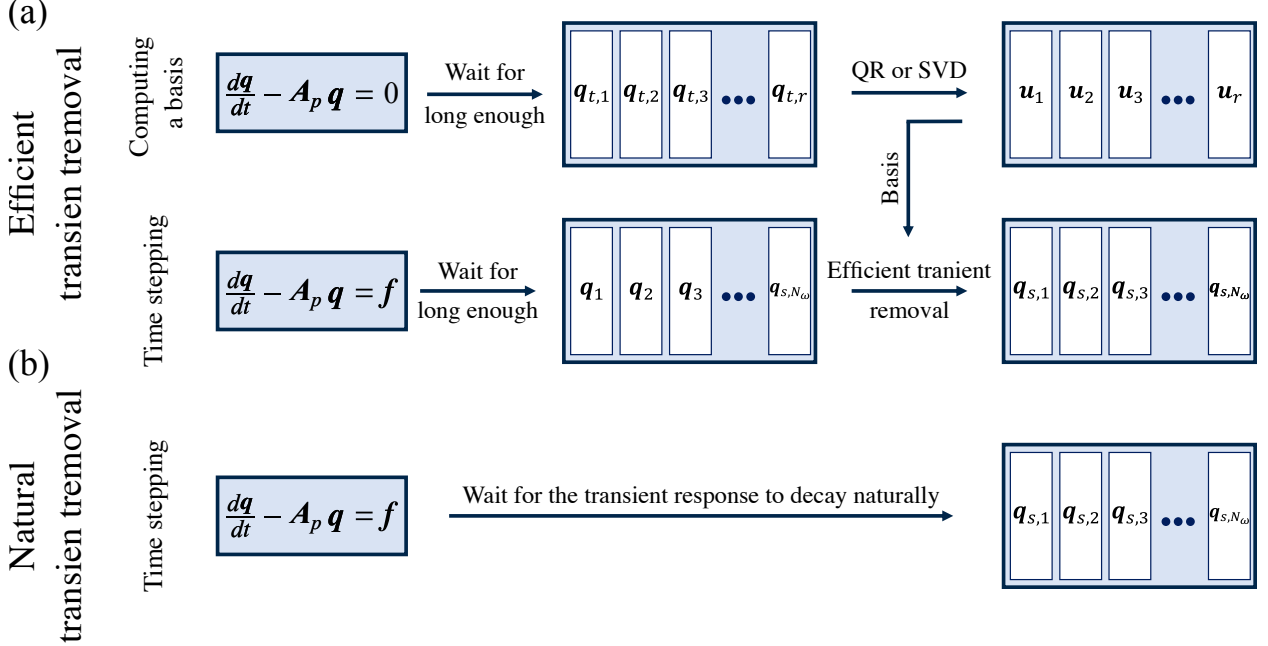 (a)
Efficient
transien tremoval
Computing
a basis
dq/dt − A_p q = 0
Wait for
long enough
q_{t,1} q_{t,2} q_{t,3} ••• q_{t,r}
QR or SVD
u_1 u_2 u_3 ••• u_r
Basis
Time stepping
dq/dt − A_p q = f
Wait for
long enough
q_1 q_2 q_3 ••• q_{s,N_ω}
Efficient tranient
removal
q_{s,1} q_{s,2} q_{s,3} ••• q_{s,N_ω}
(b)
Natural
transien tremoval
Time stepping
dq/dt − A_p q = f
Wait for the transient response to decay naturally
q_{s,1} q_{s,2} q_{s,3} ••• q_{s,N_ω}